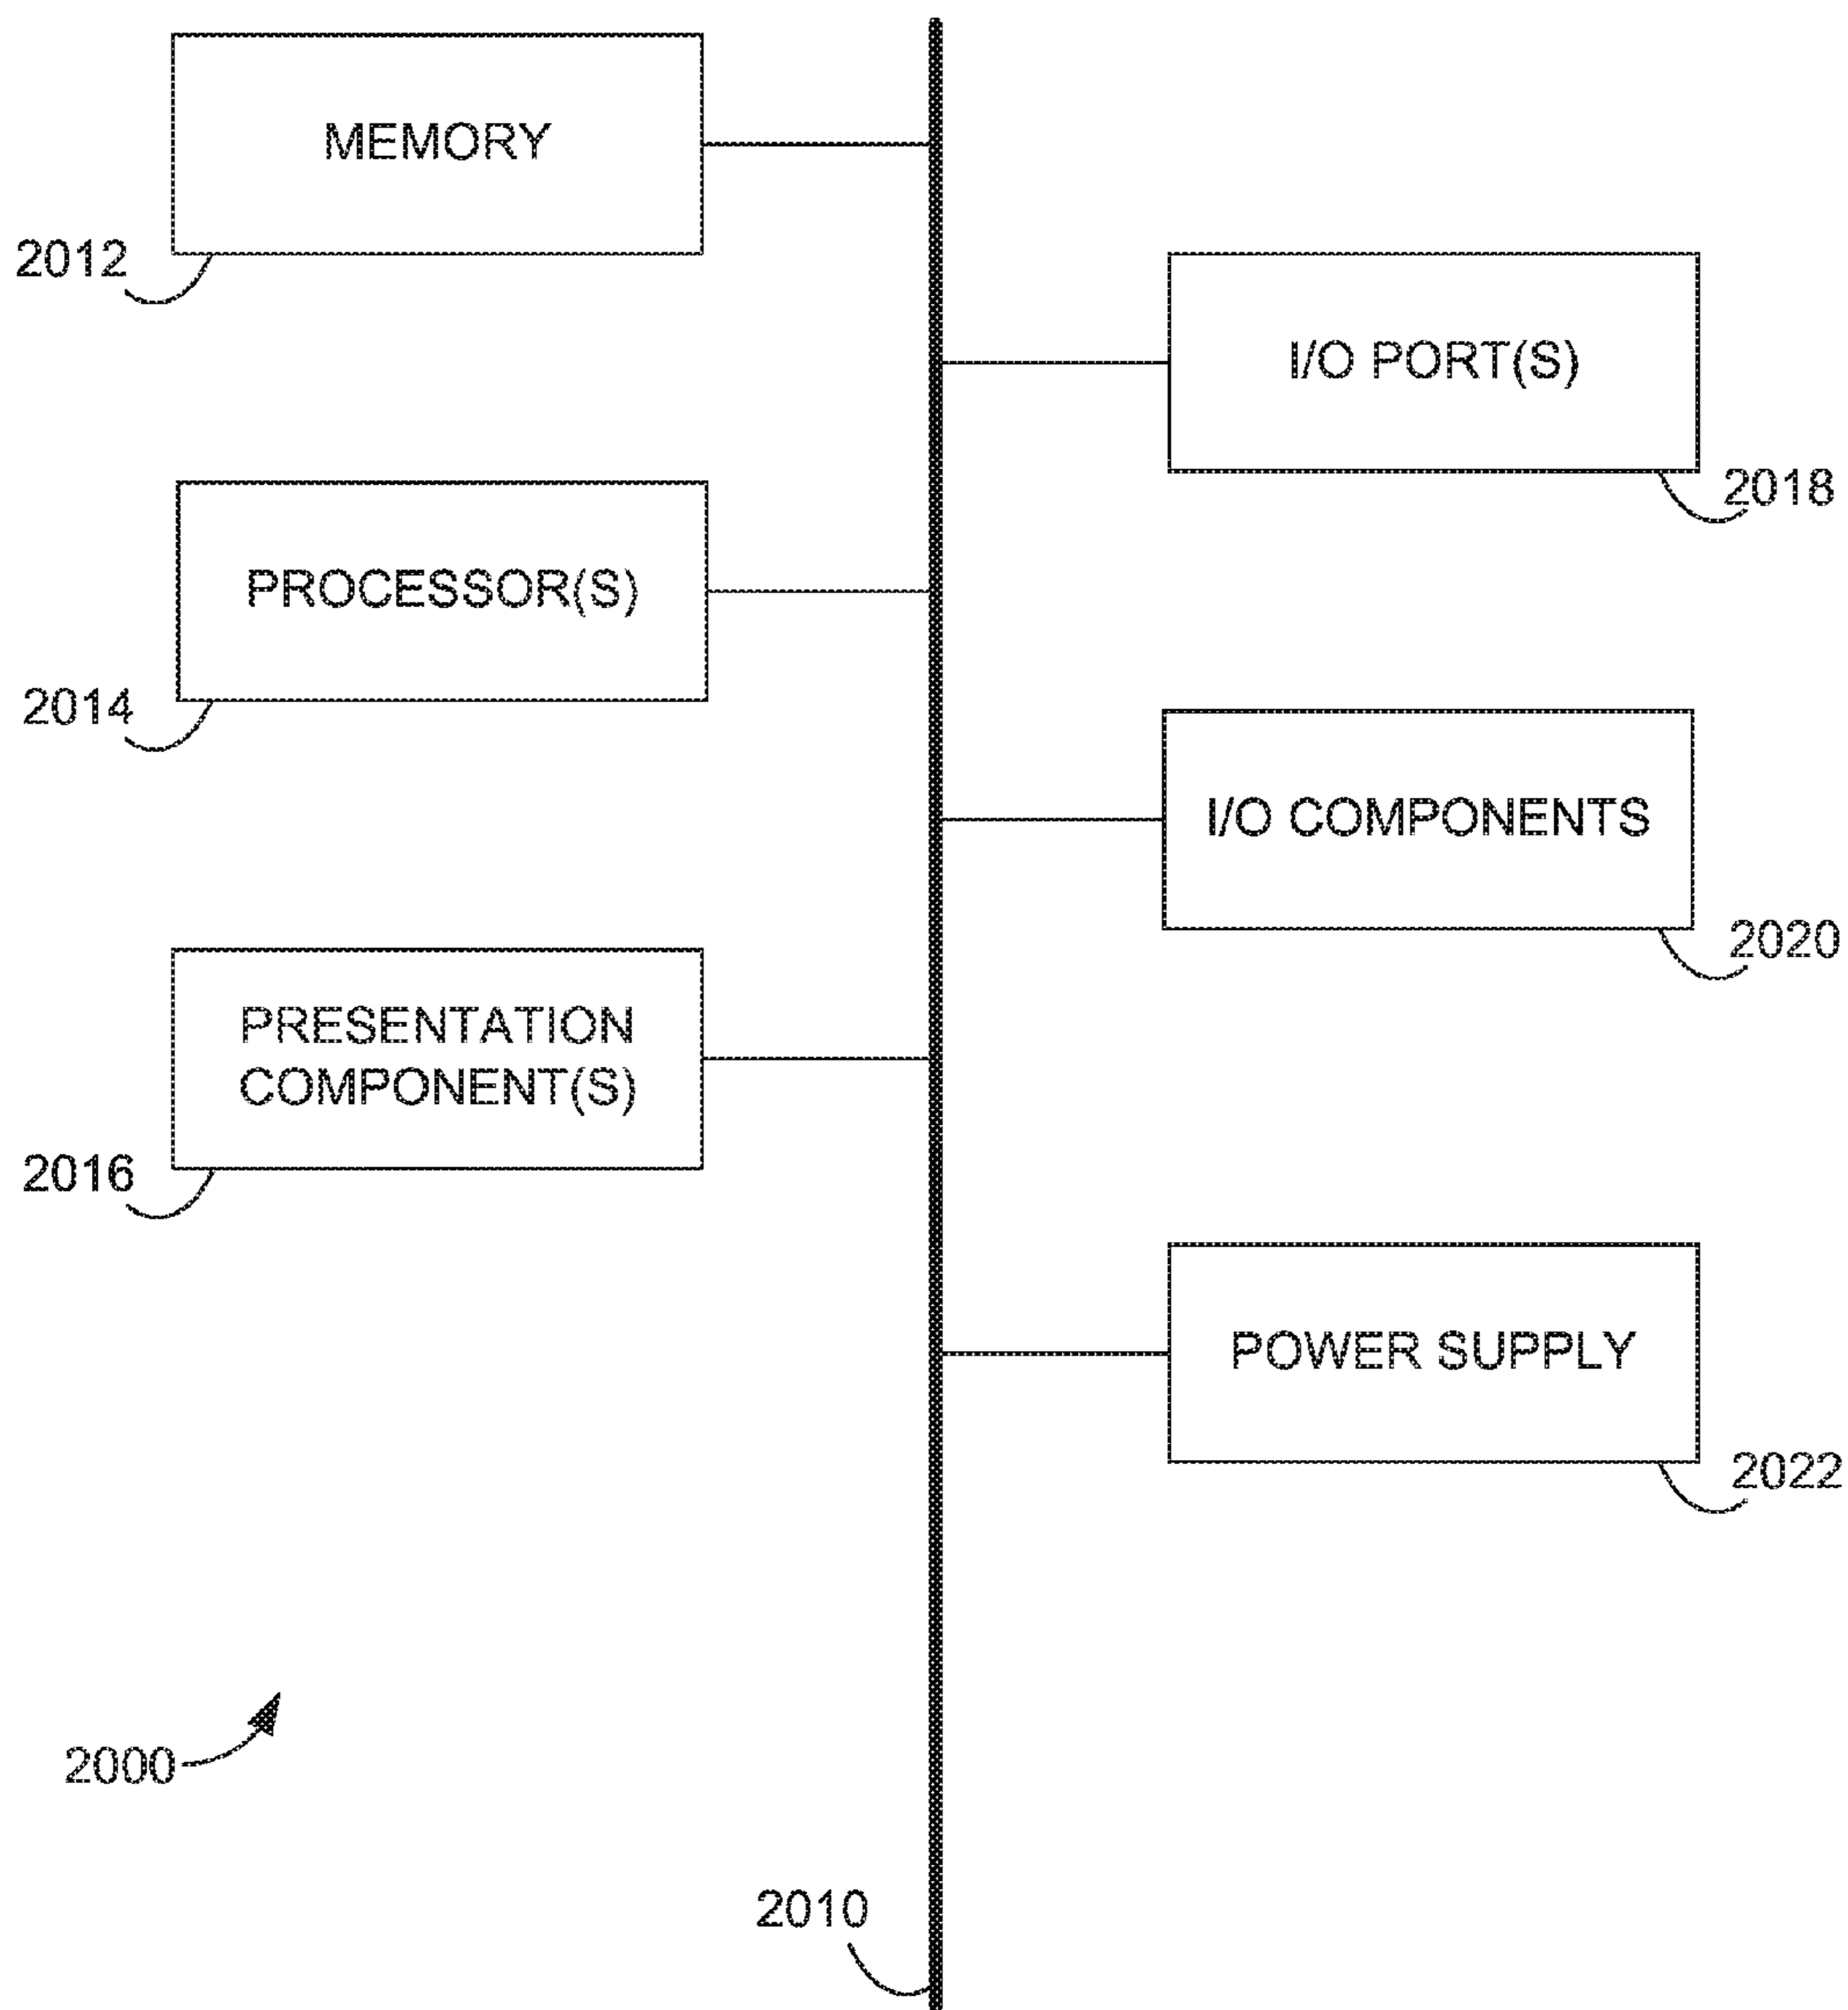 MEMORY
2012
I/O PORT(S)
2018
PROCESSOR(S)
2014
I/O COMPONENTS
2020
PRESENTATION
COMPONENT(S)
2016
POWER SUPPLY
2022
2000
2010